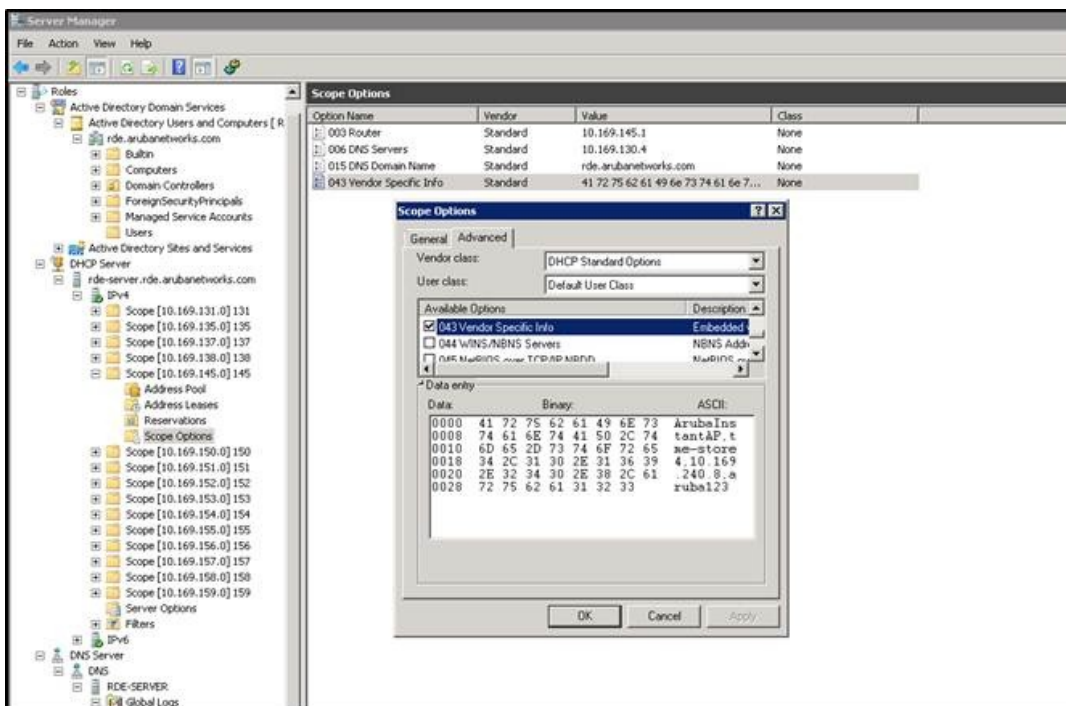 Server Manager
File Action View Help
Roles
Active Directory Domain Services
Active Directory Users and Computers [ R
rde.arubanetworks.com
Builtin
Computers
Domain Controllers
ForeignSecurityPrincipals
Managed Service Accounts
Users
Active Directory Sites and Services
DHCP Server
rde-server.rde.arubanetworks.com
IPv4
Scope [10.169.131.0] 131
Scope [10.169.135.0] 135
Scope [10.169.137.0] 137
Scope [10.169.138.0] 138
Scope [10.169.145.0] 145
Address Pool
Address Leases
Reservations
Scope Options
Scope [10.169.150.0] 150
Scope [10.169.151.0] 151
Scope [10.169.152.0] 152
Scope [10.169.153.0] 153
Scope [10.169.154.0] 154
Scope [10.169.155.0] 155
Scope [10.169.156.0] 156
Scope [10.169.157.0] 157
Scope [10.169.158.0] 158
Scope [10.169.159.0] 159
Server Options
Filters
IPv6
DNS Server
DNS
RDE-SERVER
Global Logs
Scope Options
Option Name Vendor Value Class
003 Router Standard 10.169.145.1 None
006 DNS Servers Standard 10.169.130.4 None
015 DNS Domain Name Standard rde.arubanetworks.com None
043 Vendor Specific Info Standard 41 72 75 62 61 49 6e 73 74 61 6e 7... None
Scope Options
General Advanced
Vendor class: DHCP Standard Options
User class: Default User Class
Available Options Description
043 Vendor Specific Info Embedded
044 WINS/NBNS Servers NBNS Addr
045 NetBIOS over TCP/IP NBDD
Data entry
Data: Binary: ASCII:
0000 41 72 75 62 61 49 6E 73 ArubaIns
0008 74 61 6E 74 41 50 2C 74 tantAP,t
0010 6D 65 2D 73 74 6F 72 65 me-store
0018 34 2C 31 30 2E 31 36 39 4,10.169
0020 2E 32 34 30 2E 38 2C 61 .240.8,a
0028 72 75 62 61 31 32 33 ruba123
OK Cancel Apply